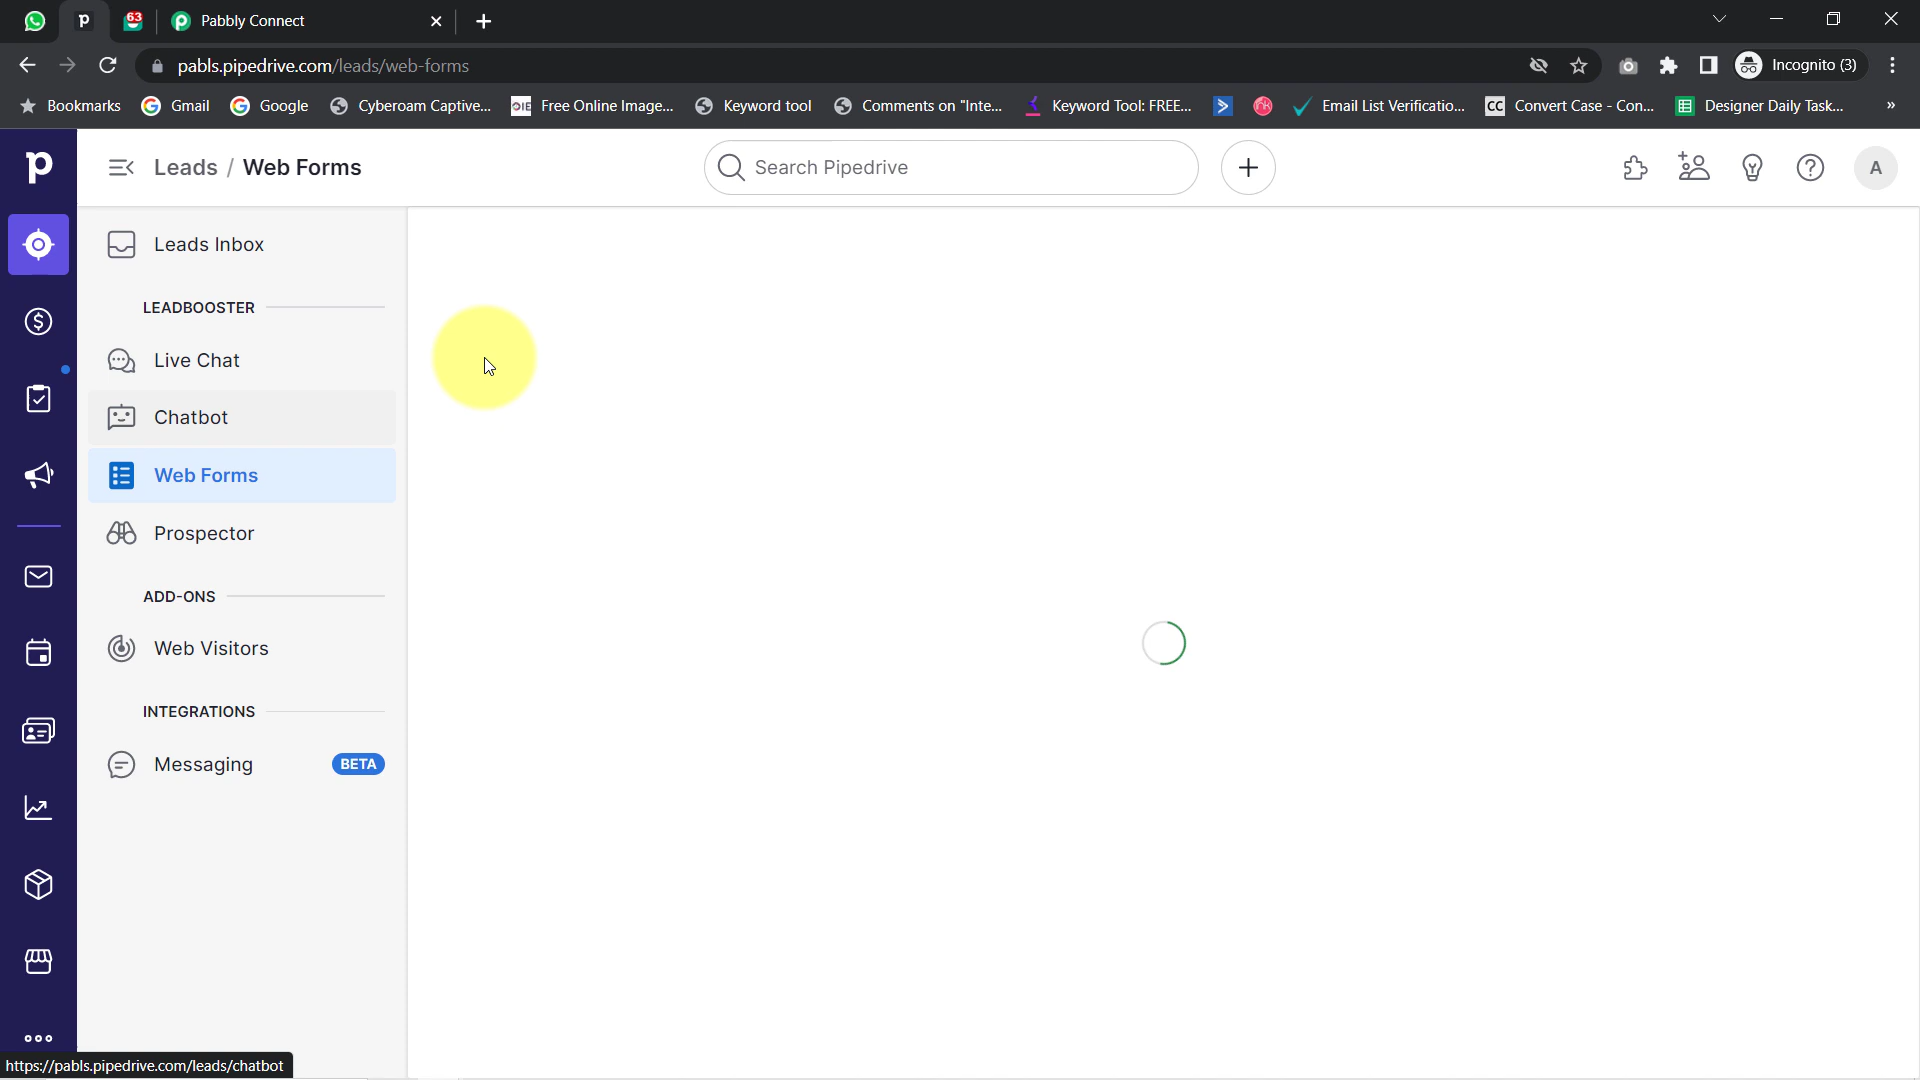 63
Pabbly Connect
pabls.pipedrive.com/leads/web-forms
Incognito (3)
Bookmarks
Gmail
Google
Cyberoam Captive...
OIE Free Online Image...
Keyword tool
Comments on "Inte...
Keyword Tool: FREE...
Email List Verificatio...
CC Convert Case - Con...
Designer Daily Task...
»
Leads / Web Forms
Search Pipedrive
A
Leads Inbox
LEADBOOSTER
Live Chat
Chatbot
Web Forms
Prospector
ADD-ONS
Web Visitors
INTEGRATIONS
Messaging
BETA
https://pabls.pipedrive.com/leads/chatbot